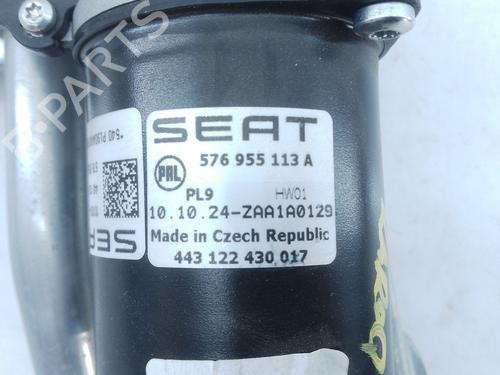 B-PARTS
SEAT
576 955 113 A
PAL
PL9
HW01
10.10.24-ZAA1A0129
Made in Czech Republic
443 122 430 017